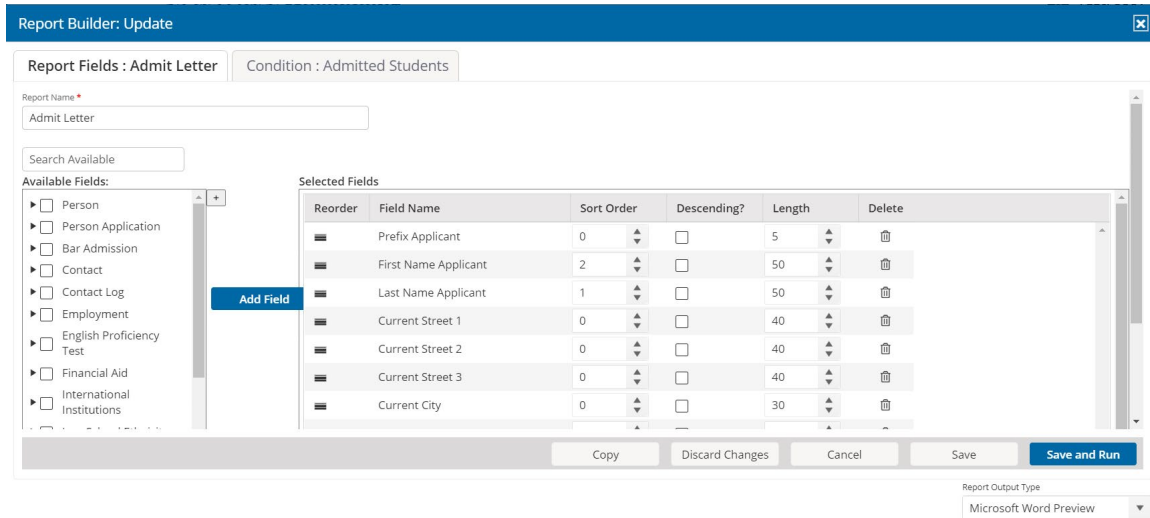 Report Builder: Update
Report Fields : Admit Letter
Condition : Admitted Students
Report Name *
Admit Letter
Search Available
Available Fields:
+
Person
Person Application
Bar Admission
Contact
Contact Log
Employment
English Proficiency
Test
Financial Aid
International
Institutions
Add Field
Selected Fields
Reorder Field Name Sort Order Descending? Length Delete
Prefix Applicant 0 5
First Name Applicant 2 50
Last Name Applicant 1 50
Current Street 1 0 40
Current Street 2 0 40
Current Street 3 0 40
Current City 0 30
Copy Discard Changes Cancel Save Save and Run
Report Output Type
Microsoft Word Preview